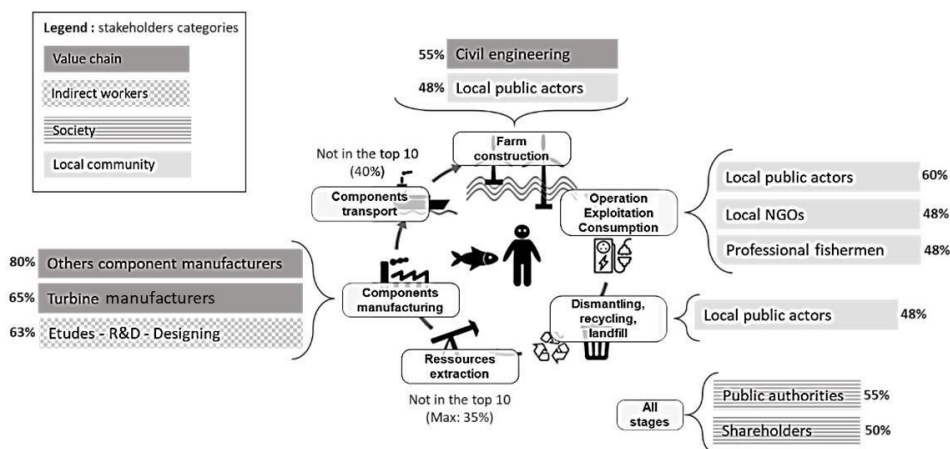 Legend : stakeholders categories
Value chain
Indirect workers
Society
Local community
55% Civil engineering
48% Local public actors
Farm
construction
Not in the top 10
(40%)
Components
transport
Operation
Exploitation
Consumption
Local public actors 60%
Local NGOs 48%
Professional fishermen 48%
80% Others component manufacturers
65% Turbine manufacturers
63% Etudes - R&D - Designing
Components
manufacturing
Dismantling,
recycling,
landfill
Local public actors 48%
Ressources
extraction
Not in the top 10
(Max: 35%)
All
stages
Public authorities 55%
Shareholders 50%